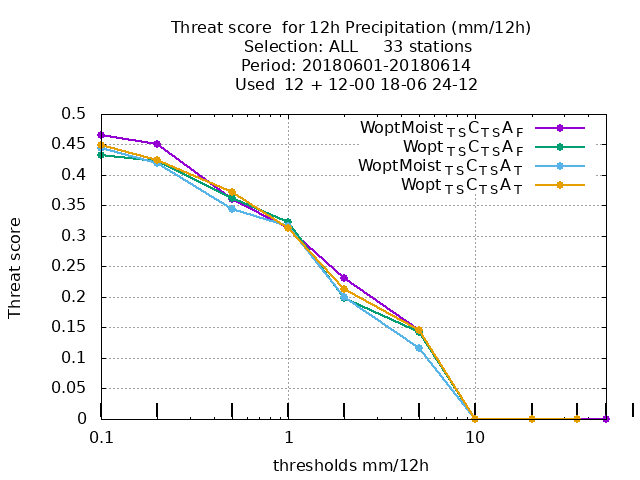 Threat score  for 12h Precipitation (mm/12h)
Selection: ALL     33 stations
Period: 20180601-20180614
Used  12 + 12-00 18-06 24-12
0.5
0.45
0.4
0.35
0.3
0.25
0.2
0.15
0.1
0.05
0
Threat score
WoptMoist TS C TS A F
Wopt TS C TS A F
WoptMoist TS C TS A T
Wopt TS C TS A T
0.1
1
10
thresholds mm/12h